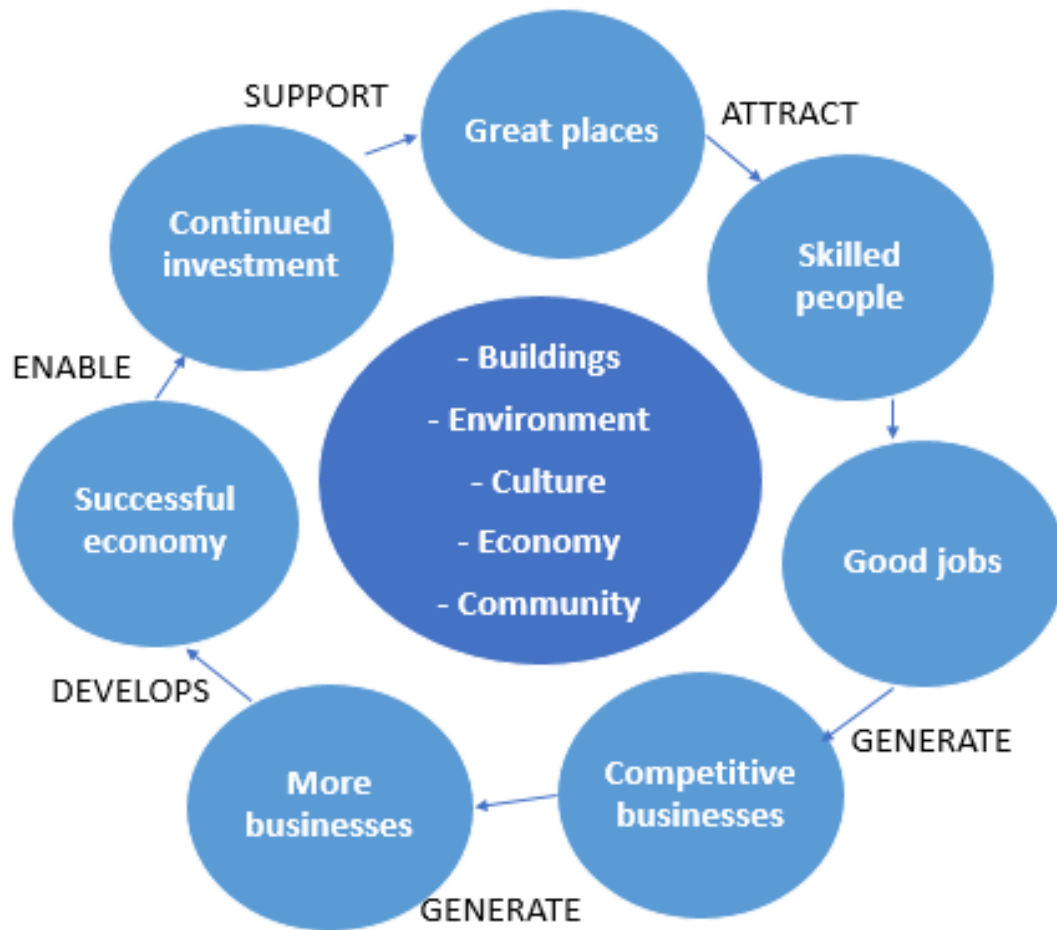 SUPPORT
Great places
ATTRACT
Skilled
people
Good jobs
GENERATE
Competitive
businesses
GENERATE
More
businesses
DEVELOPS
Successful
economy
ENABLE
Continued
investment
- Buildings
- Environment
- Culture
- Economy
- Community